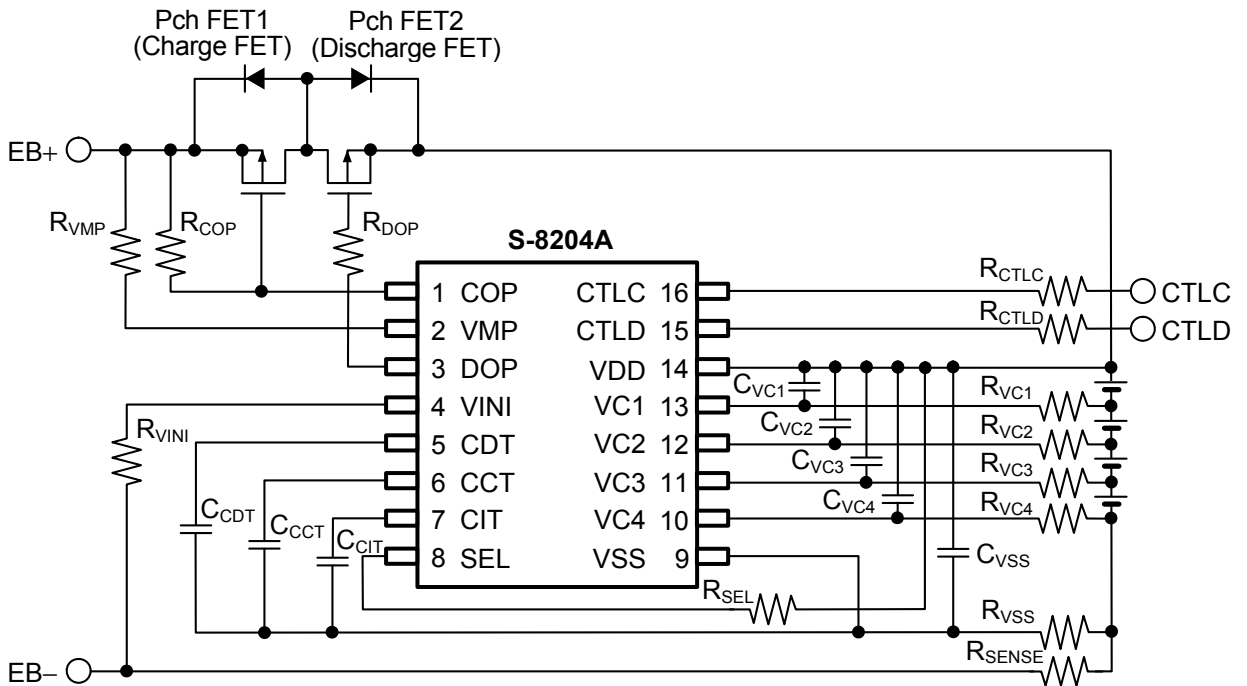 Pch FET1
(Charge FET)
Pch FET2
(Discharge FET)
EB+
RVMP
RCOP
RDOP
S-8204A
1 COP
2 VMP
3 DOP
4 VINI
5 CDT
6 CCT
7 CIT
8 SEL
CTLC 16
CTLD 15
VDD 14
VC1 13
VC2 12
VC3 11
VC4 10
VSS 9
RCTLC
CTLC
RCTLD
CTLD
CVC1
CVC2
CVC3
CVC4
RVC1
RVC2
RVC3
RVC4
RVINI
CCDT
CCCT
CCIT
CVSS
RSEL
RVSS
RSENSE
EB−